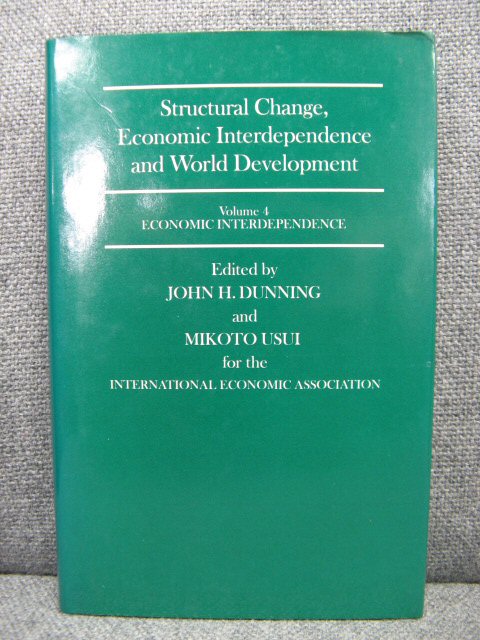 Structural Change,
Economic Interdependence
and World Development
Volume 4
ECONOMIC INTERDEPENDENCE
Edited by
JOHN H. DUNNING
and
MIKOTO USUI
for the
INTERNATIONAL ECONOMIC ASSOCIATION